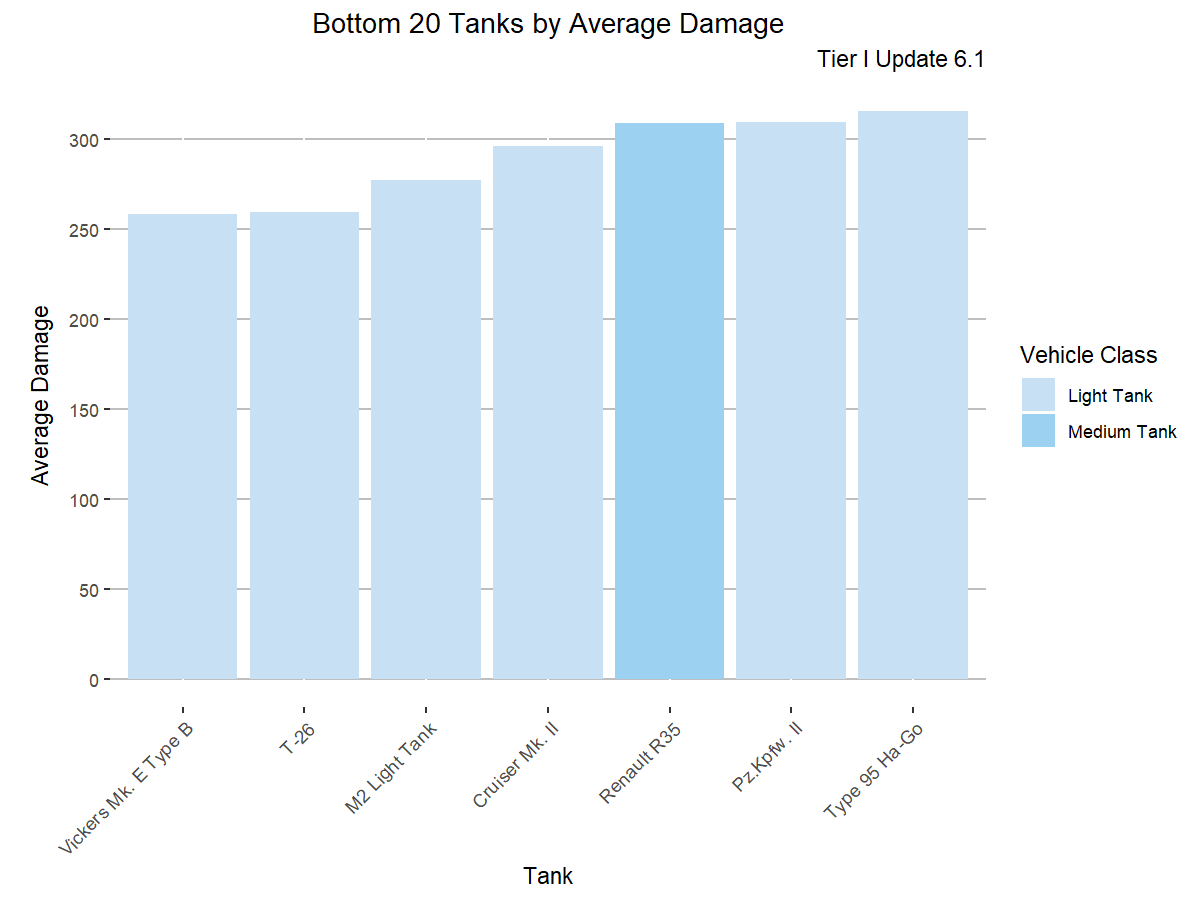 Bottom 20 Tanks by Average Damage
Tier I Update 6.1
Average Damage
300
250
200
150
100
50
0
Vickers Mk. E Type B
T-26
M2 Light Tank
Cruiser Mk. II
Renault R35
Pz.Kpfw. II
Type 95 Ha-Go
Tank
Vehicle Class
Light Tank
Medium Tank